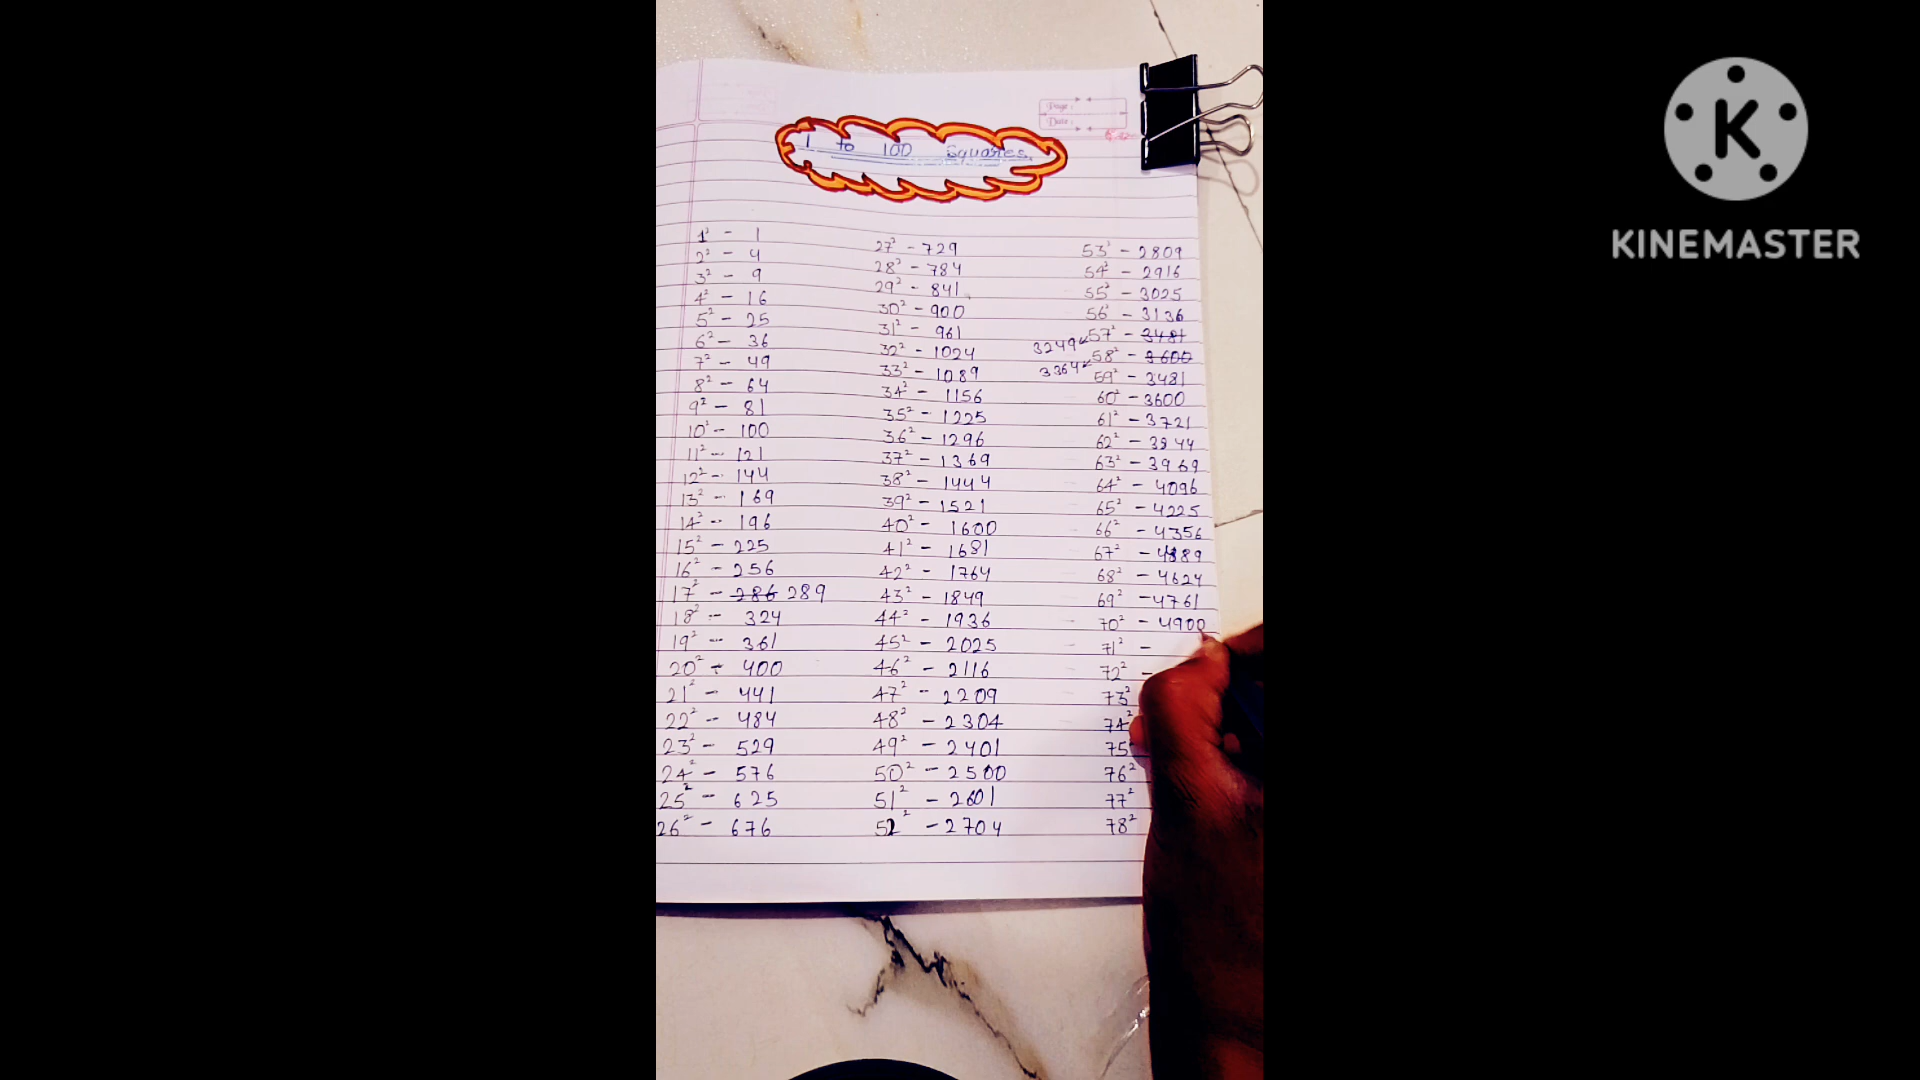 Page:
Date:
1 to 100 Squares.
1² - 1
2² - 4
3² - 9
4² - 16
5² - 25
6² - 36
7² - 49
8² - 64
9² - 81
10² - 100
11² - 121
12² - 144
13² - 169
14² - 196
15² - 225
16² - 256
17² - 286 289
18² - 324
19² - 361
20² - 400
21² - 441
22² - 484
23² - 529
24² - 576
25² - 625
26² - 676
27² - 729
28² - 784
29² - 841
30² - 900
31² - 961
32² - 1024
33² - 1089
34² - 1156
35² - 1225
36² - 1296
37² - 1369
38² - 1444
39² - 1521
40² - 1600
41² - 1681
42² - 1764
43² - 1849
44² - 1936
45² - 2025
46² - 2116
47² - 2209
48² - 2304
49² - 2401
50² - 2500
51² - 2601
52² - 2704
53² - 2809
54² - 2916
55² - 3025
56² - 3136
3249 57² - 3481
3364 58² - 3600
59² - 3481
60² - 3600
61² - 3721
62² - 3944
63² - 3969
64² - 4096
65² - 4225
66² - 4356
67² -
68² - 4624
69² - 4761
70² - 4900
71² -
72² -
73²
74²
75
76²
77²
78²
KINEMASTER